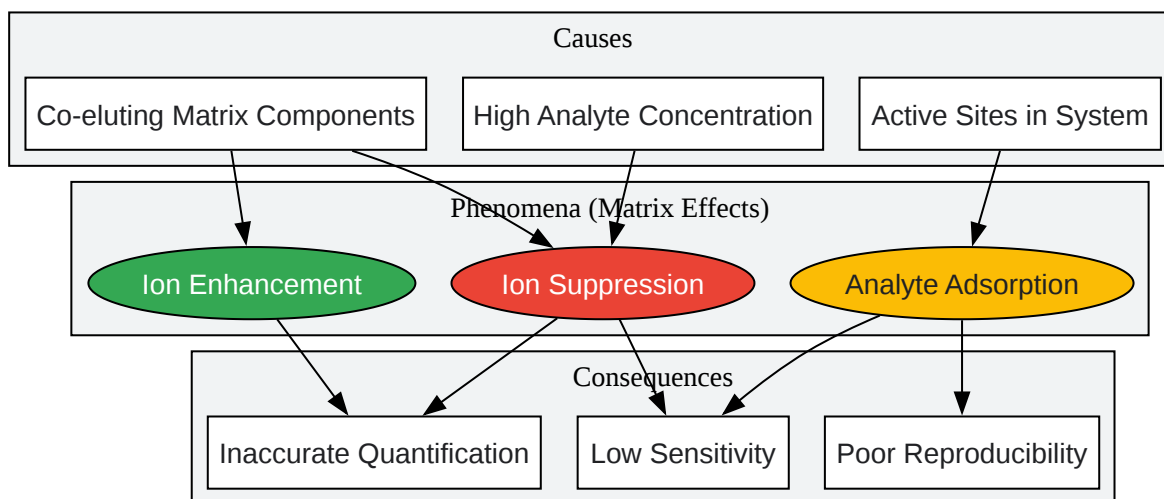 Causes
Co-eluting Matrix Components
High Analyte Concentration
Active Sites in System
Phenomena (Matrix Effects)
Ion Enhancement
Ion Suppression
Analyte Adsorption
Consequences
Inaccurate Quantification
Low Sensitivity
Poor Reproducibility